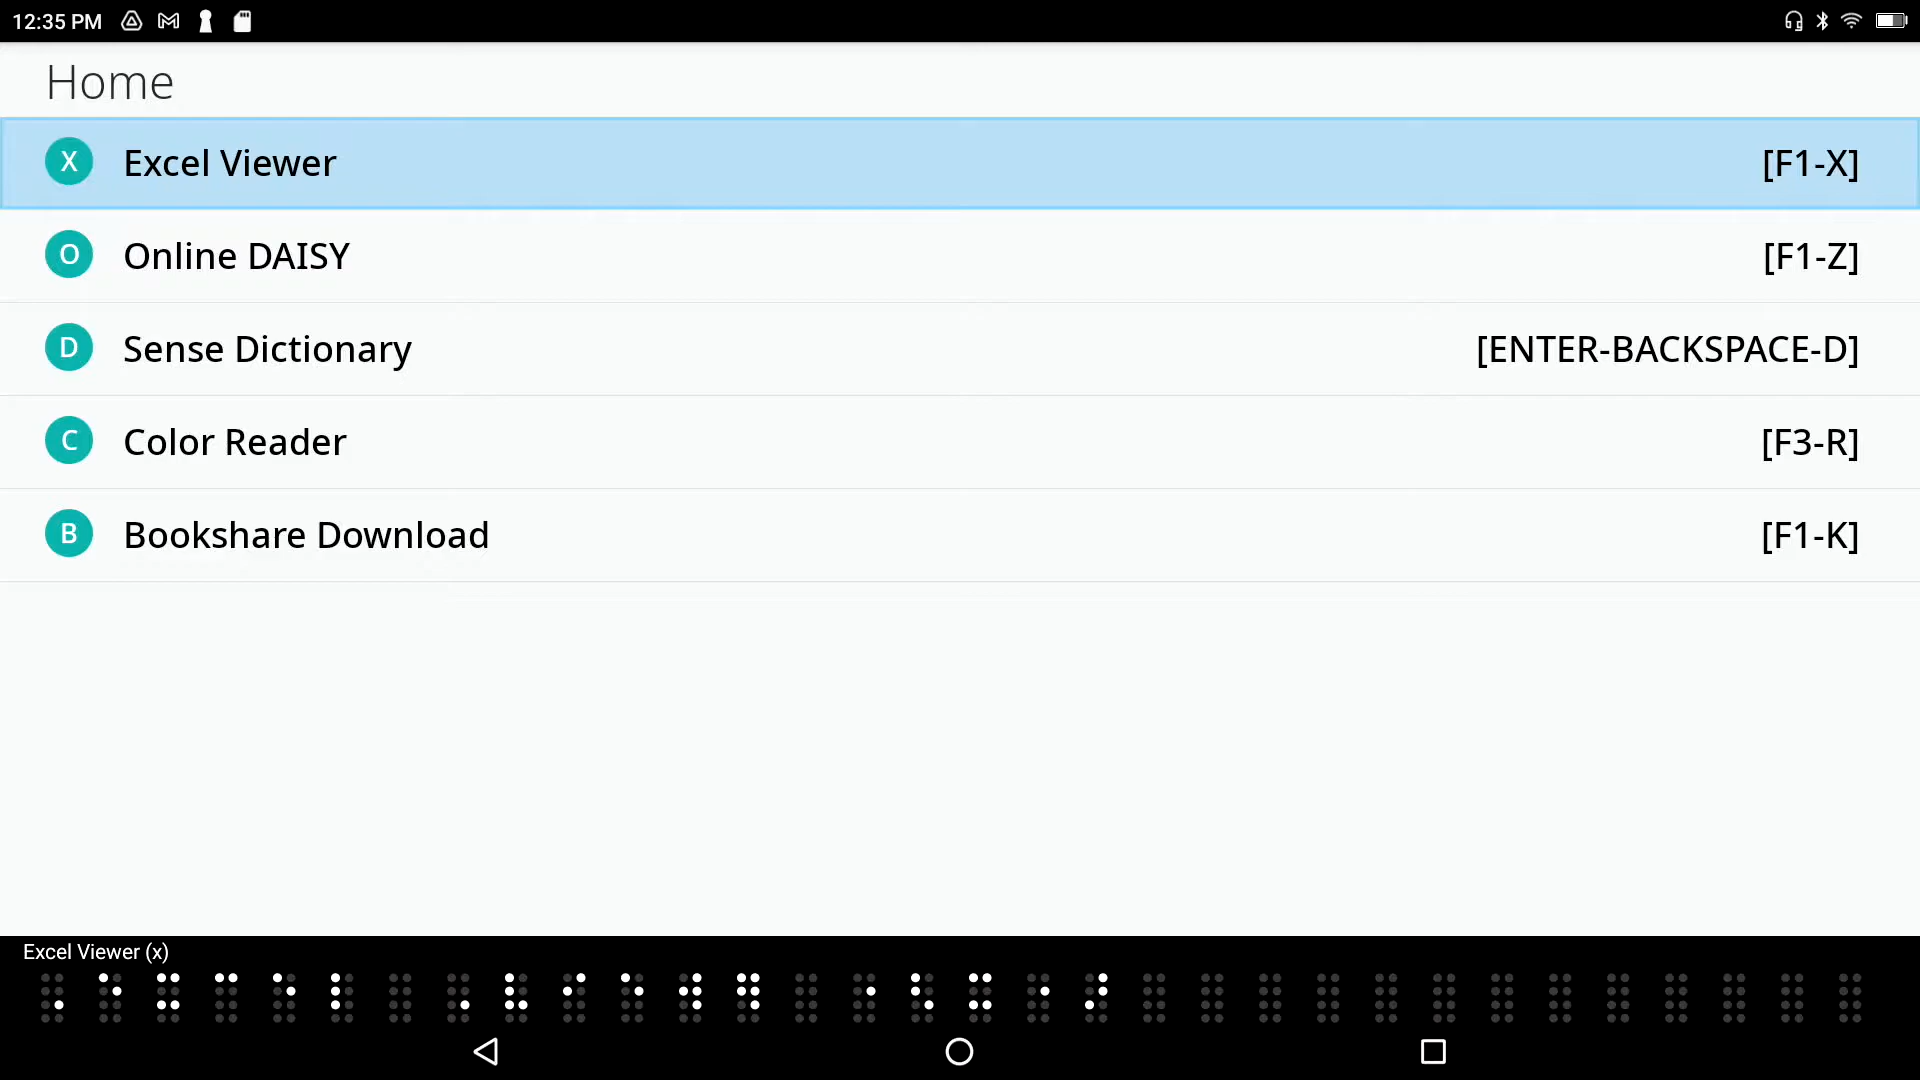 12:35 PM
Home
X Excel Viewer [F1-X]
O Online DAISY [F1-Z]
D Sense Dictionary [ENTER-BACKSPACE-D]
C Color Reader [F3-R]
B Bookshare Download [F1-K]
Excel Viewer (x)
⠠⠑⠭⠉⠑⠇⠀⠠⠧⠊⠑⠺⠻⠀⠐⠣⠭⠐⠜